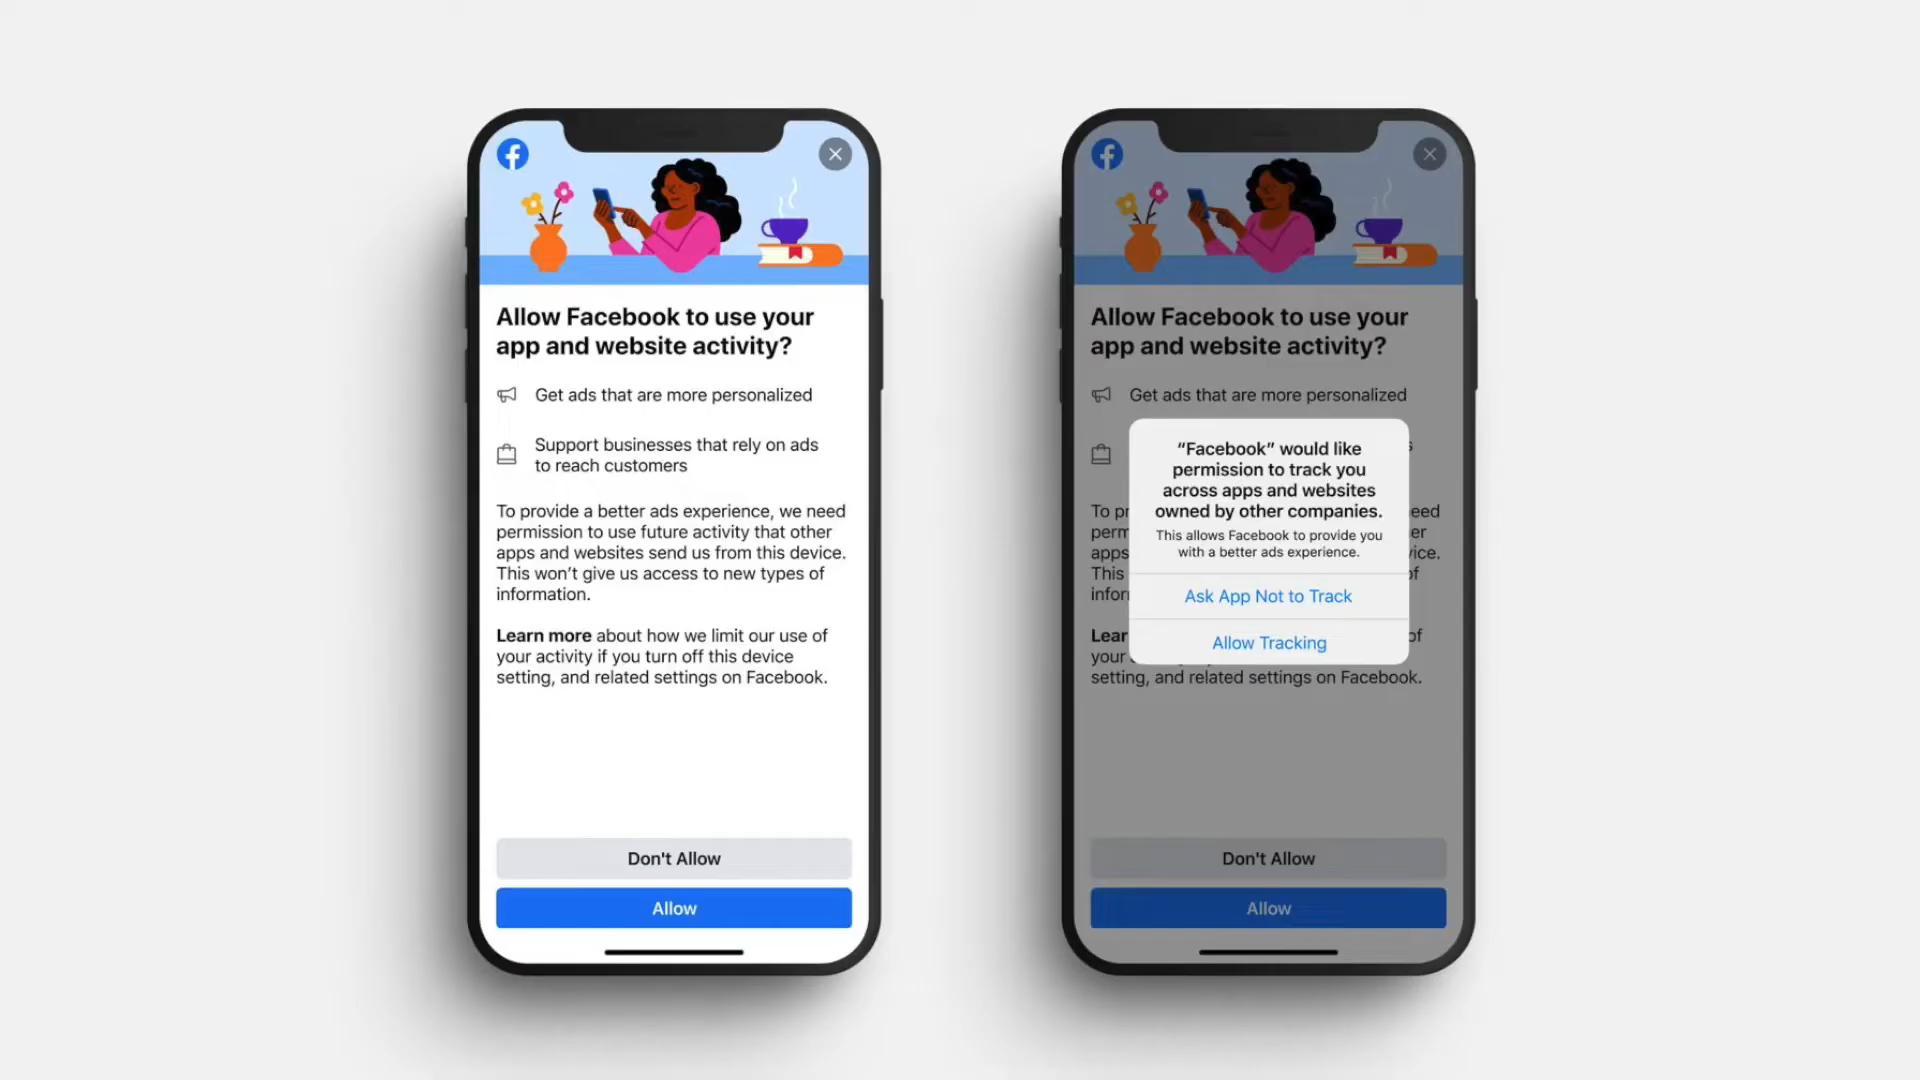 Allow Facebook to use your
app and website activity?
Get ads that are more personalized
Support businesses that rely on ads
to reach customers
To provide a better ads experience, we need
permission to use future activity that other
apps and websites send us from this device.
This won’t give us access to new types of
information.
Learn more about how we limit our use of
your activity if you turn off this device
setting, and related settings on Facebook.
Don't Allow
Allow
Allow Facebook to use your
app and website activity?
Get ads that are more personalized
“Facebook” would like
permission to track you
across apps and websites
owned by other companies.
This allows Facebook to provide you
with a better ads experience.
Ask App Not to Track
Allow Tracking
To
apps
This
your
setting, and related settings on Facebook.
Don't Allow
Allow